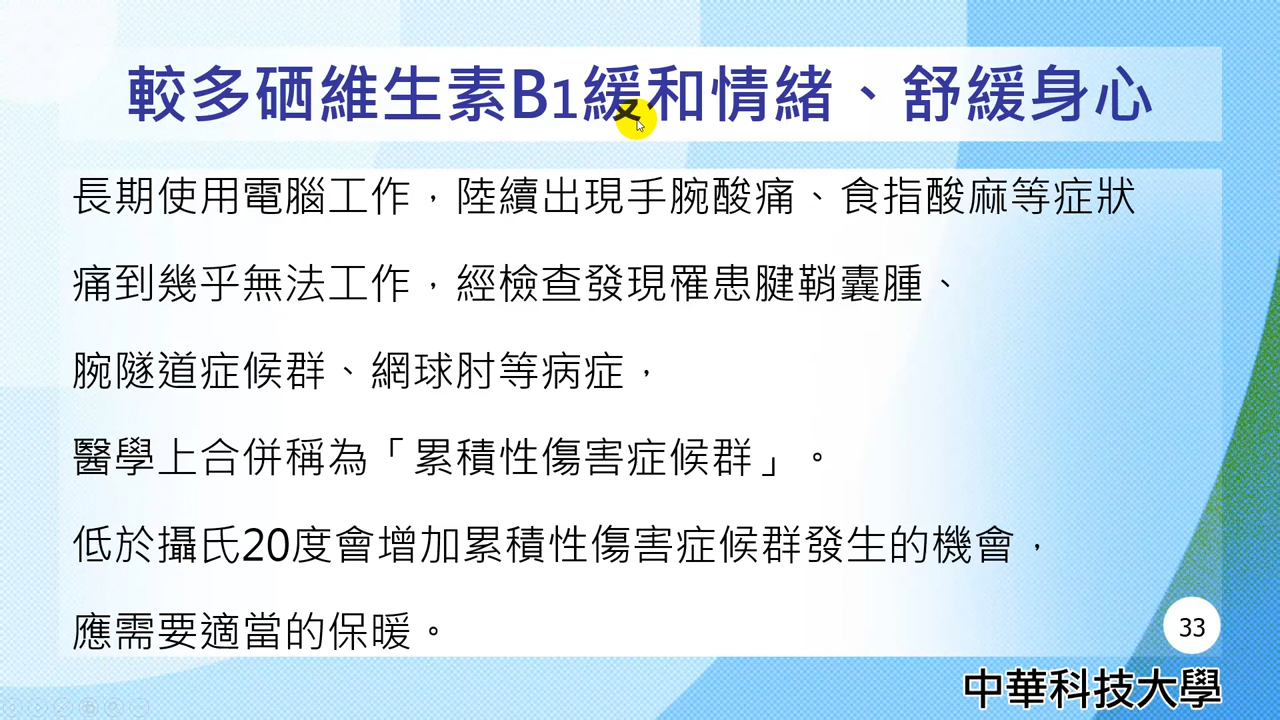 較多硒維生素B1緩和情緒、舒緩身心
長期使用電腦工作，陸續出現手腕酸痛、食指酸麻等症狀
痛到幾乎無法工作，經檢查發現罹患腱鞘囊腫、
腕隧道症候群、網球肘等病症，
醫學上合併稱為「累積性傷害症候群」。
低於攝氏20度會增加累積性傷害症候群發生的機會，
應需要適當的保暖。
33
中華科技大學